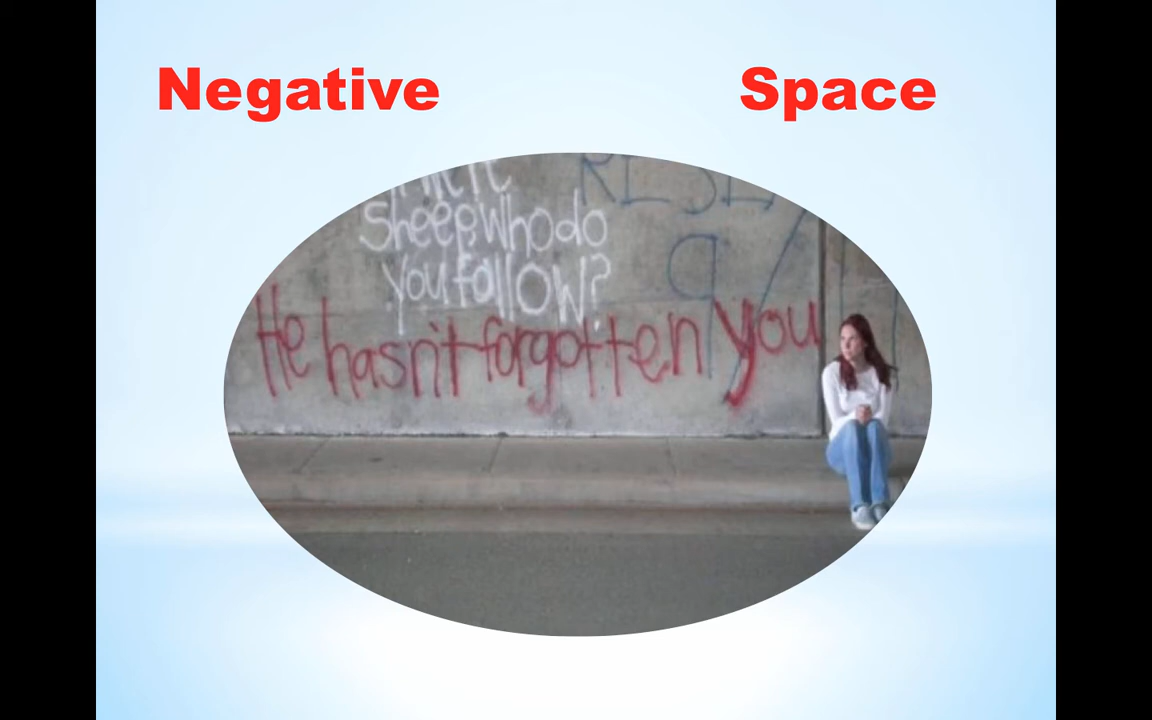 Negative Space
Sheep, Who do
you follow?
He hasn't forgotten you